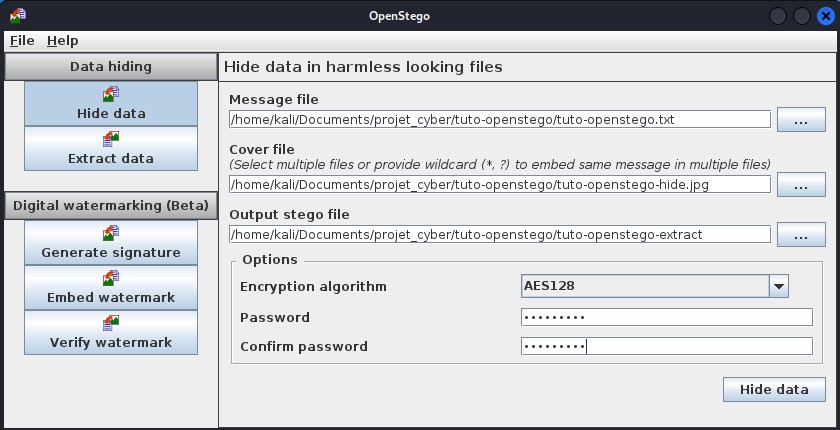 OpenStego
File Help
Data hiding
Hide data
Extract data
Digital watermarking (Beta)
Generate signature
Embed watermark
Verify watermark
Hide data in harmless looking files
Message file
/home/kali/Documents/projet_cyber/tuto-openstego/tuto-openstego.txt
...
Cover file
(Select multiple files or provide wildcard (*, ?) to embed same message in multiple files)
/home/kali/Documents/projet_cyber/tuto-openstego/tuto-openstego-hide.jpg
...
Output stego file
/home/kali/Documents/projet_cyber/tuto-openstego/tuto-openstego-extract
...
Options
Encryption algorithm AES128
Password •••••••••
Confirm password •••••••••
Hide data